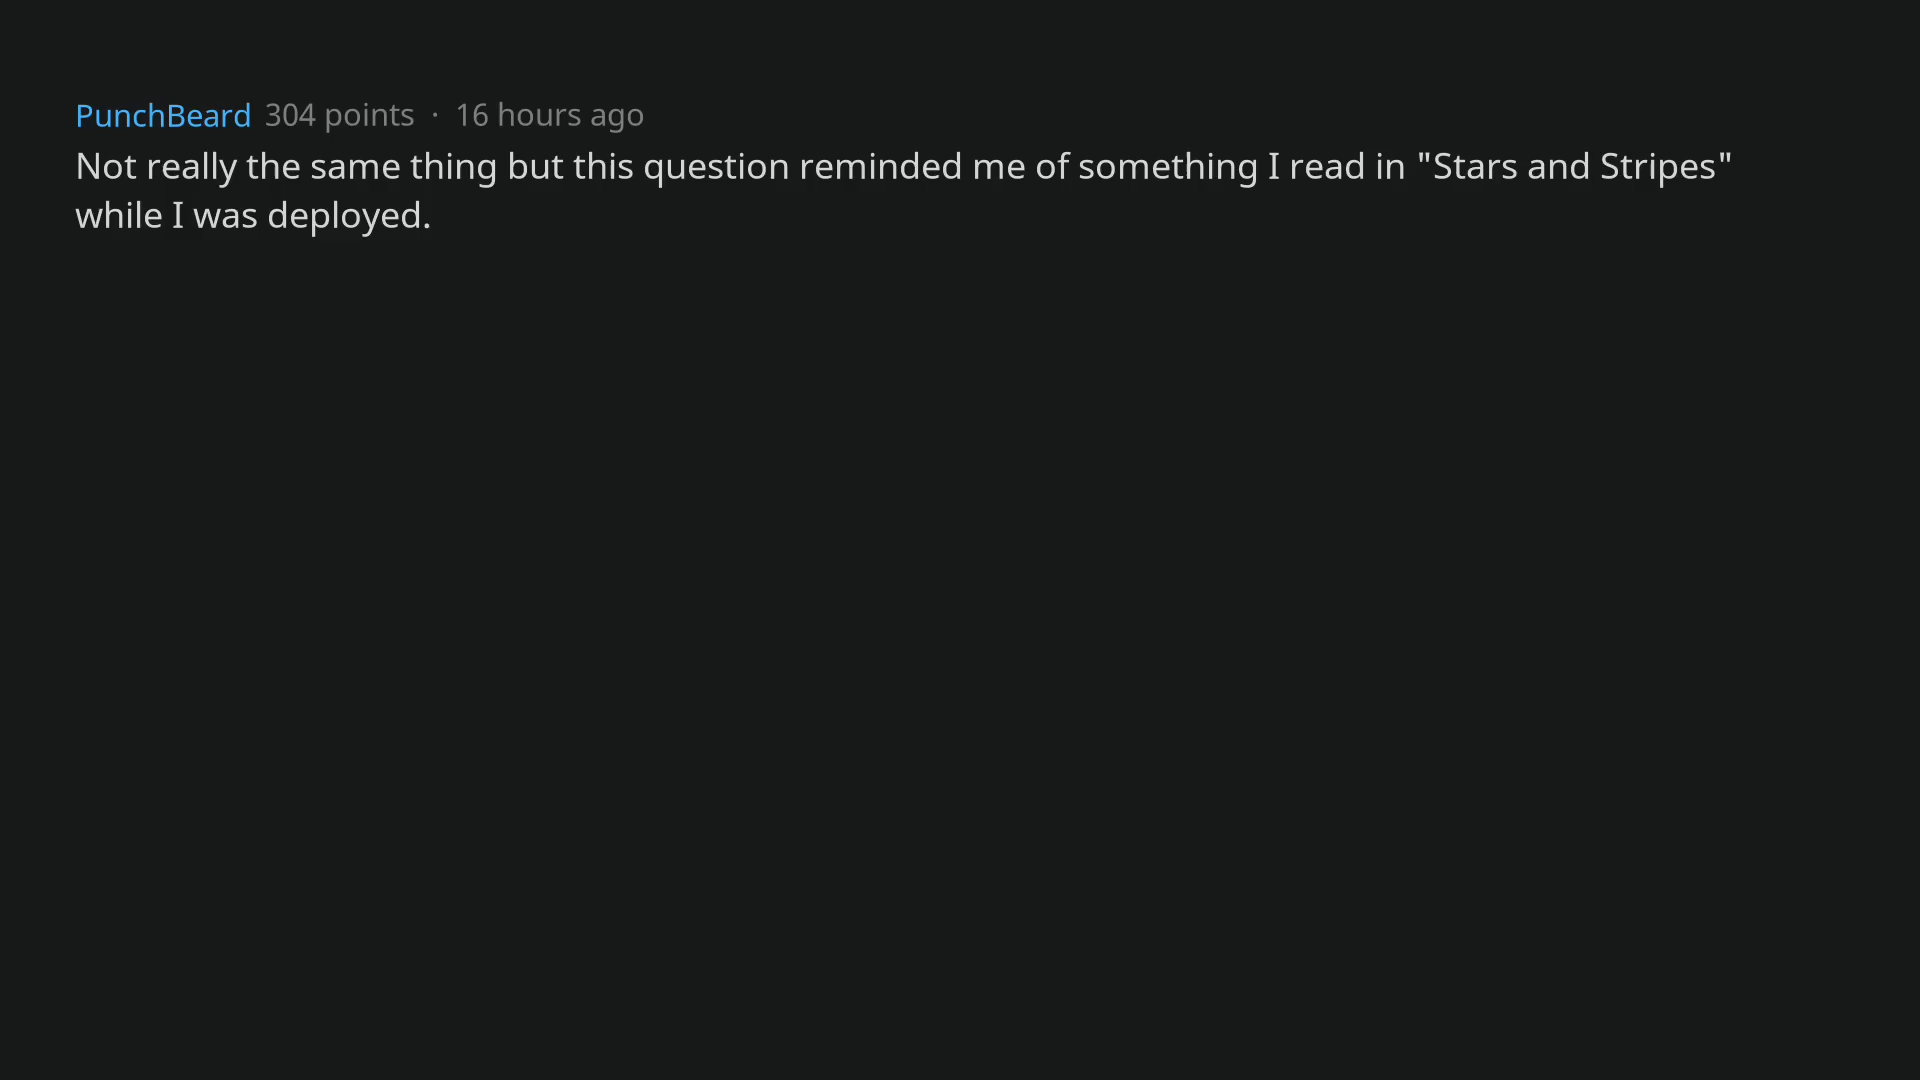 PunchBeard 304 points · 16 hours ago
Not really the same thing but this question reminded me of something I read in "Stars and Stripes"
while I was deployed.